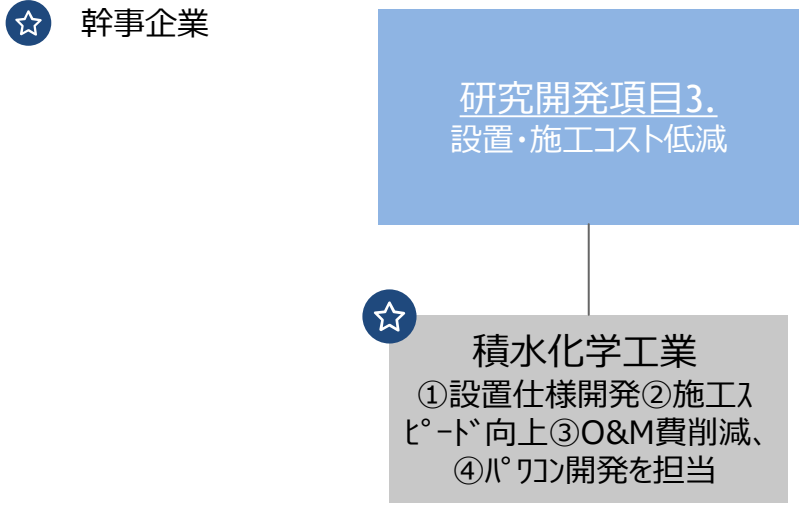 幹事企業
研究開発項目3.
設置・施工コスト低減
積水化学工業
①設置仕様開発②施工ｽ
ﾋﾟｰﾄﾞ向上③O&M費削減、
④ﾊﾟﾜｺﾝ開発を担当